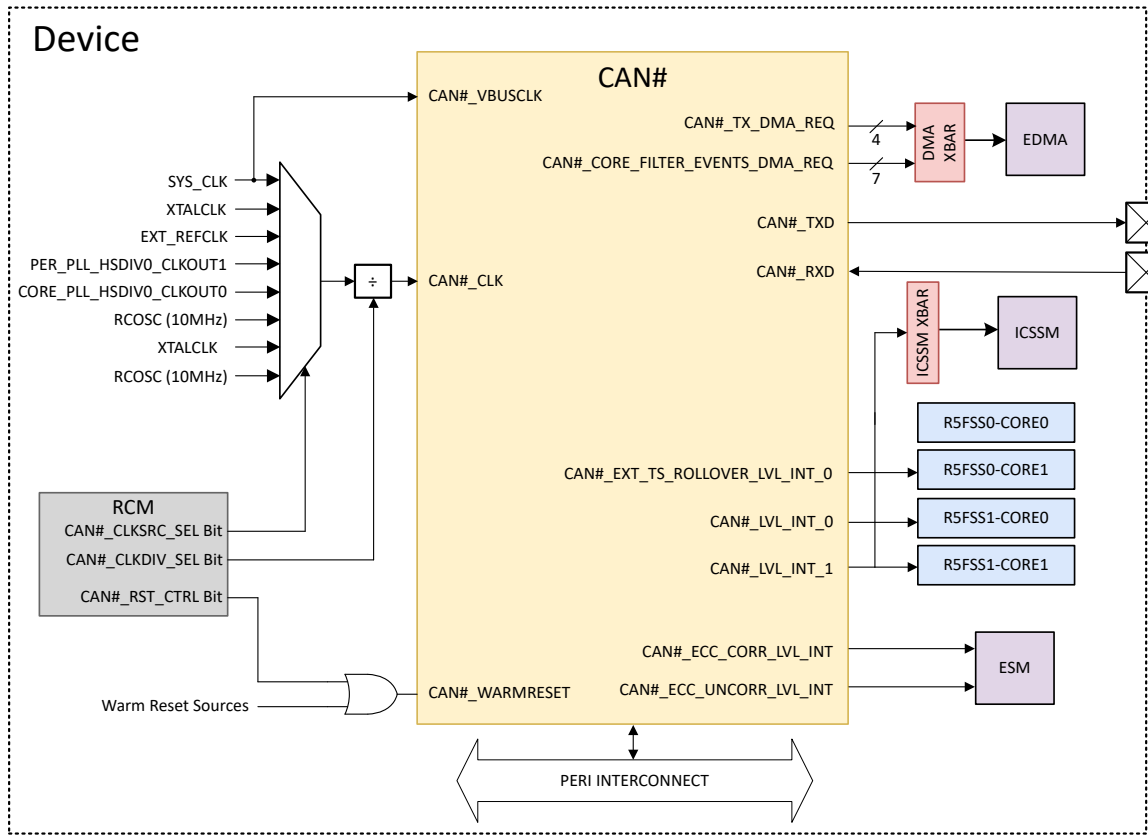 Device
CAN#
CAN#_VBUSCLK
CAN#_TX_DMA_REQ
4
CAN#_CORE_FILTER_EVENTS_DMA_REQ
7
DMA
XBAR
EDMA
SYS_CLK
XTALCLK
EXT_REFCLK
PER_PLL_HSDIV0_CLKOUT1
CORE_PLL_HSDIV0_CLKOUT0
RCOSC (10MHz)
XTALCLK
RCOSC (10MHz)
÷
CAN#_CLK
CAN#_TXD
CAN#_RXD
ICSSM XBAR
ICSSM
R5FSS0-CORE0
R5FSS0-CORE1
R5FSS1-CORE0
R5FSS1-CORE1
CAN#_EXT_TS_ROLLOVER_LVL_INT_0
CAN#_LVL_INT_0
CAN#_LVL_INT_1
RCM
CAN#_CLKSRC_SEL Bit
CAN#_CLKDIV_SEL Bit
CAN#_RST_CTRL Bit
CAN#_ECC_CORR_LVL_INT
CAN#_ECC_UNCORR_LVL_INT
ESM
CAN#_WARMRESET
Warm Reset Sources
PERI INTERCONNECT